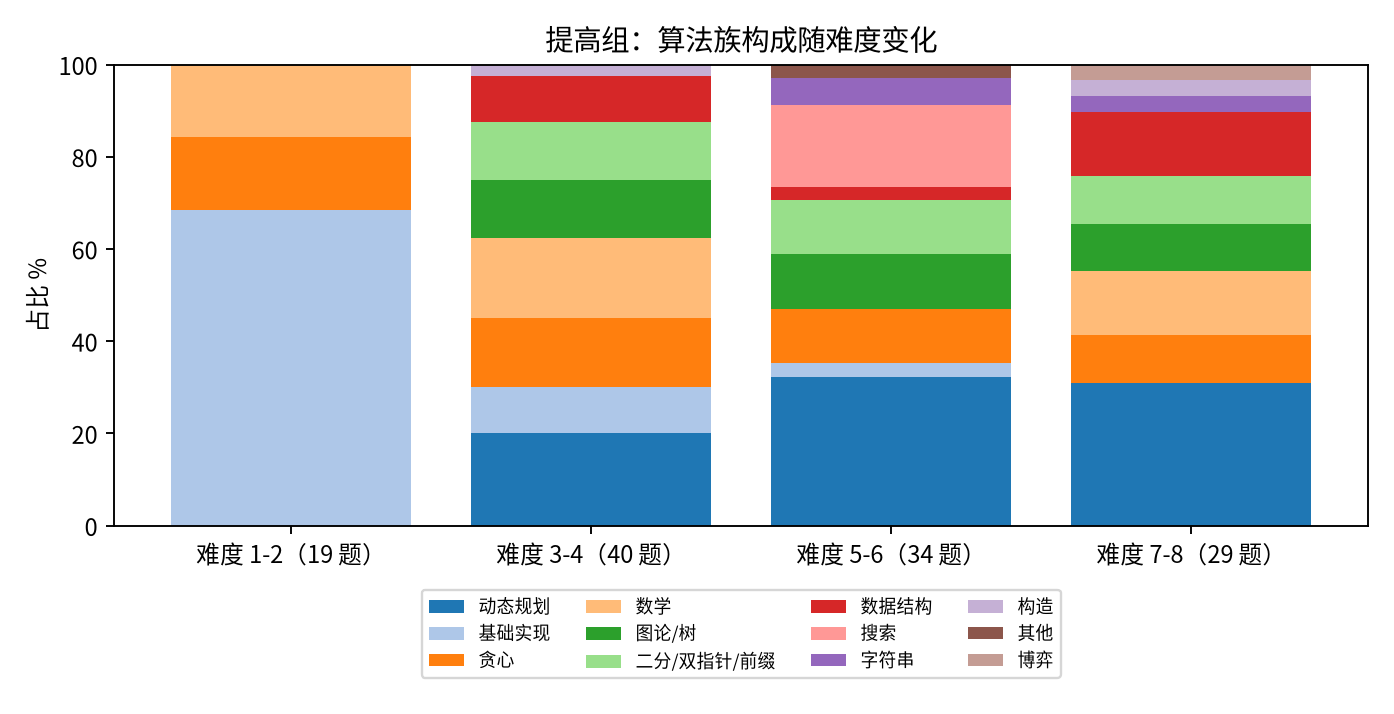 提高组：算法族构成随难度变化
占比 %
100
80
60
40
20
0
难度 1-2（19 题）
难度 3-4（40 题）
难度 5-6（34 题）
难度 7-8（29 题）
动态规划
基础实现
贪心
数学
图论/树
二分/双指针/前缀
数据结构
搜索
字符串
构造
其他
博弈